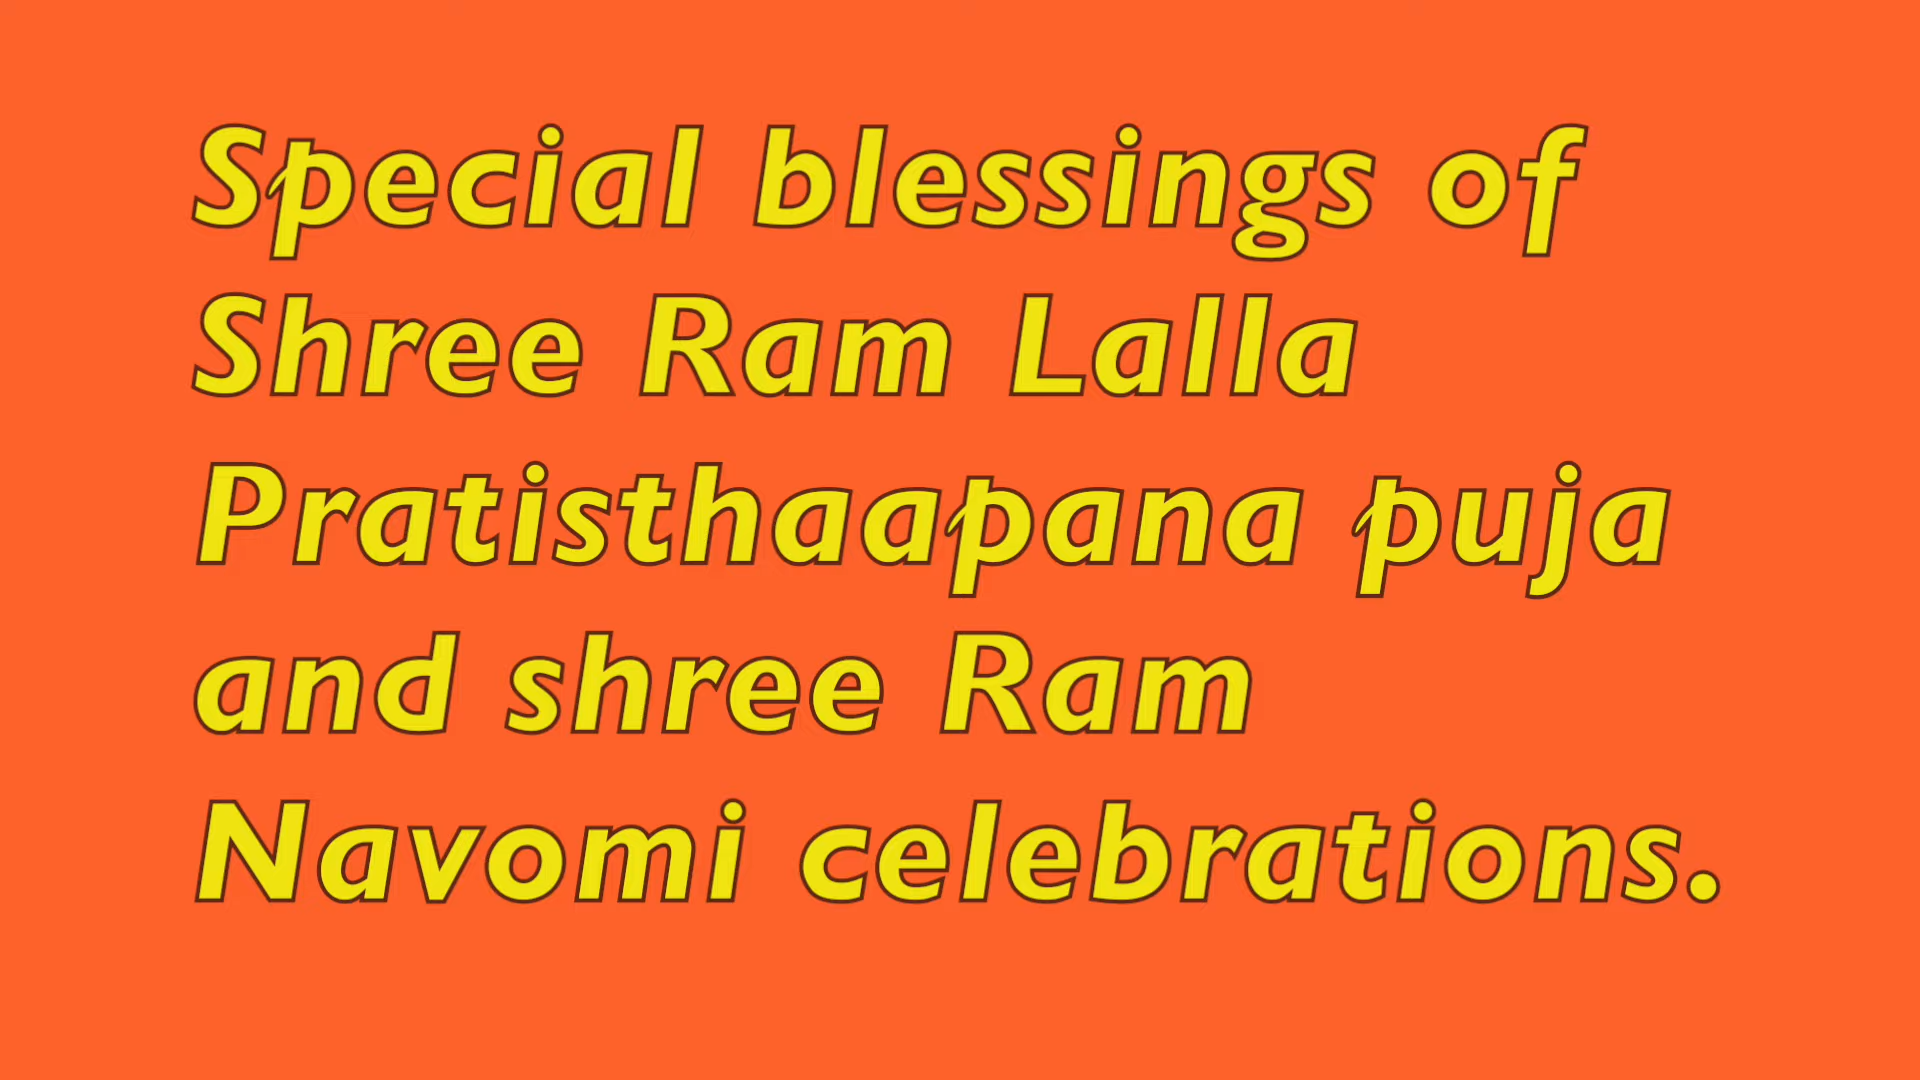 Special blessings of
Shree Ram Lalla
Pratisthaapana puja
and shree Ram
Navomi celebrations.